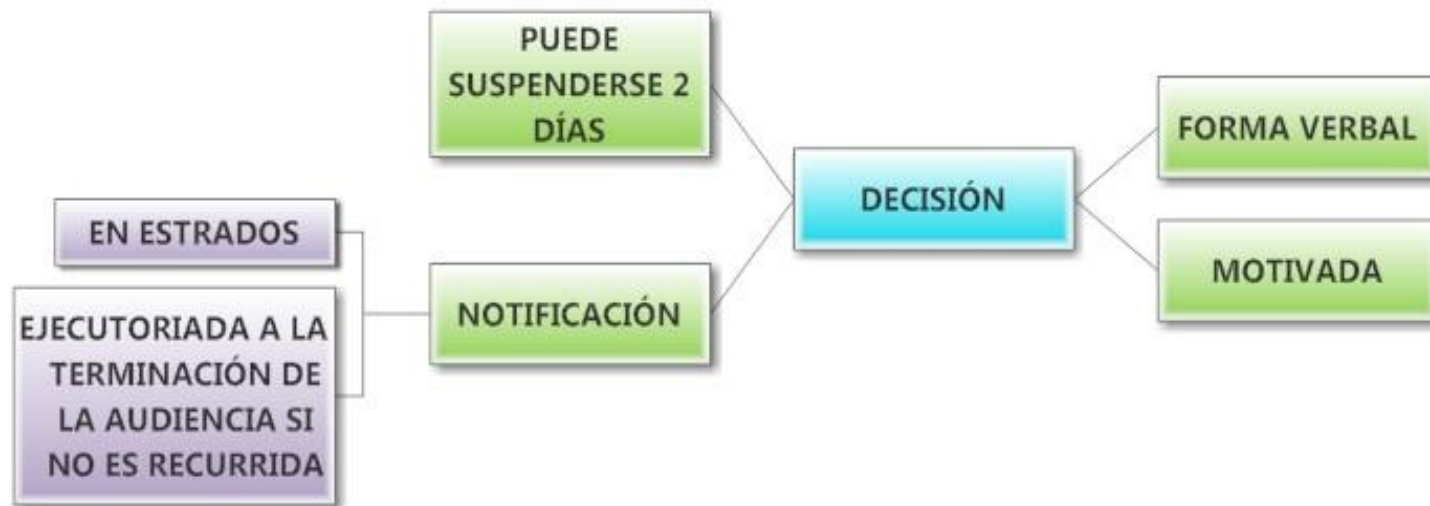 PUEDE
SUSPENDERSE 2
DÍAS
FORMA VERBAL
DECISIÓN
EN ESTRADOS
MOTIVADA
NOTIFICACIÓN
EJECUTORIADA A LA
TERMINACIÓN DE
LA AUDIENCIA SI
NO ES RECURRIDA